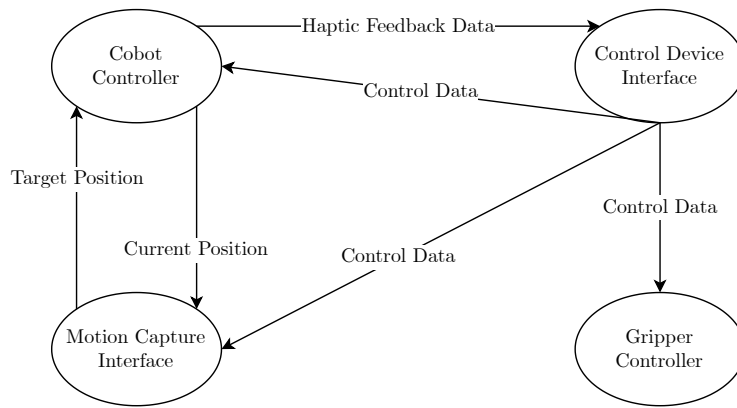 Haptic Feedback Data
Cobot
Controller
Control Device
Interface
Control Data
Target Position
Control Data
Current Position
Control Data
Motion Capture
Interface
Gripper
Controller